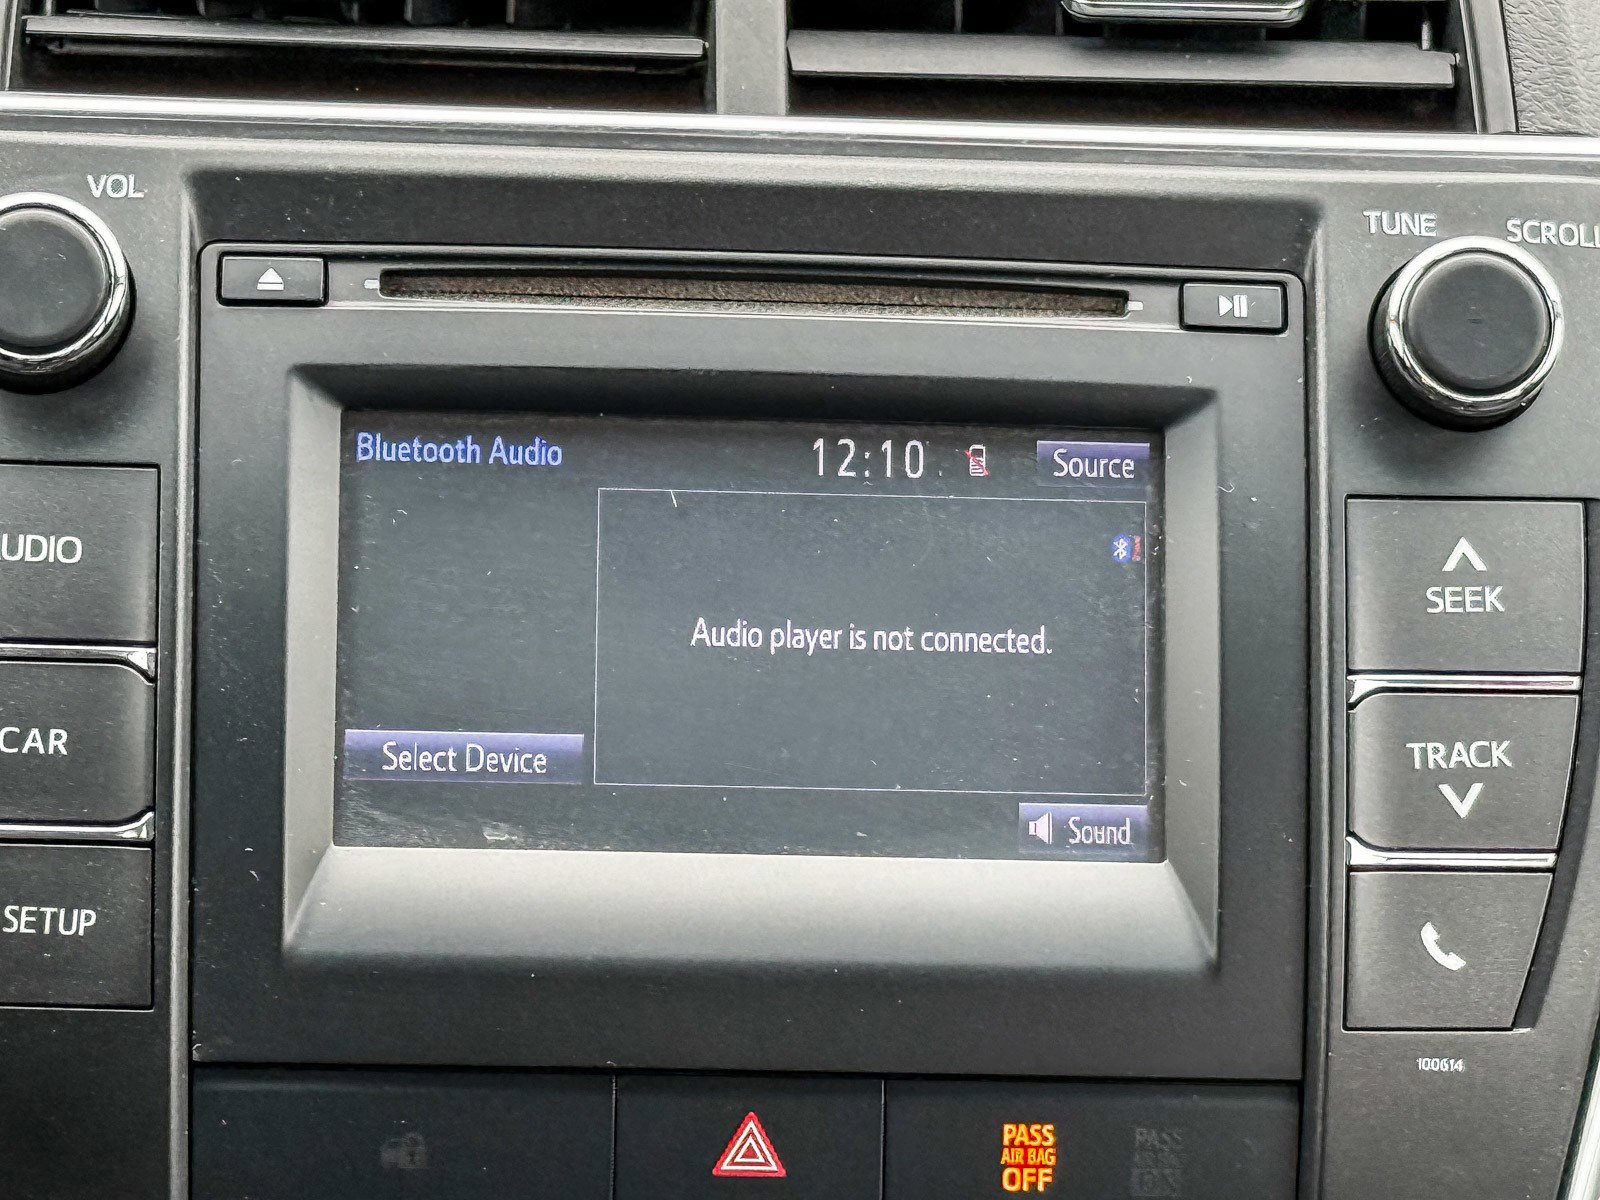 VOL
TUNE
SCROLL
Bluetooth Audio
12:10
Source
UDIO
SEEK
Audio player is not connected.
CAR
TRACK
Select Device
Sound
SETUP
100614
PASS
AIR BAG
OFF
PASS